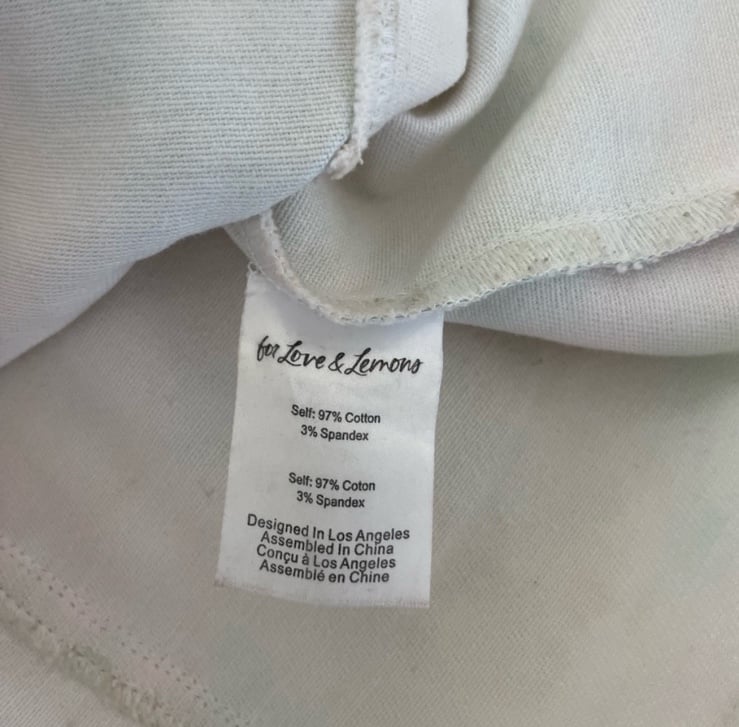 for Love & Lemons
Self: 97% Cotton
3% Spandex
Self: 97% Coton
3% Spandex
Designed In Los Angeles
Assembled In China
Conçu à Los Angeles
Assemblé en Chine